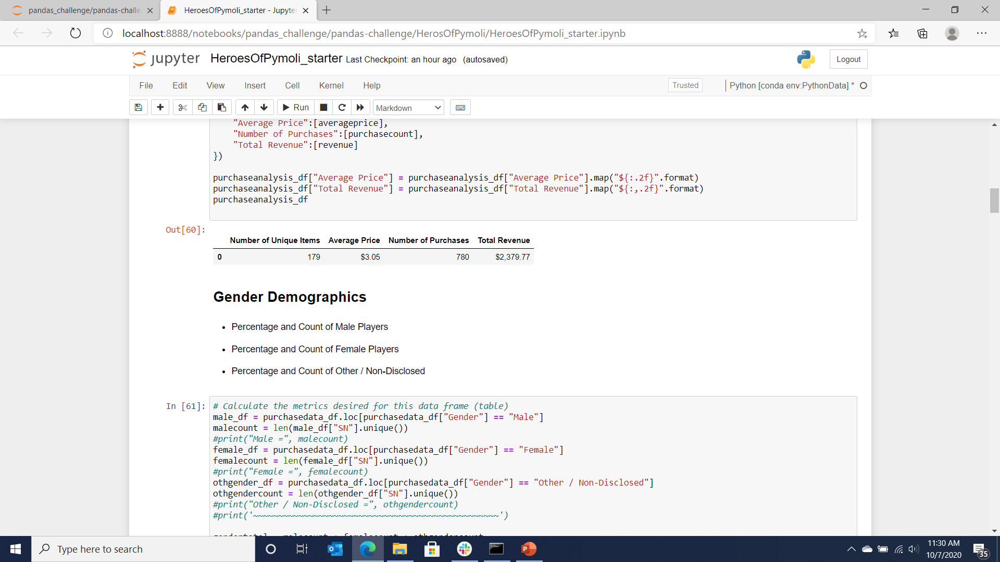 pandas_challenge/pandas-challe
HeroesOfPymoli_starter - Jupyte
localhost:8888/notebooks/pandas_challenge/pandas-challenge/HerosOfPymoli/HeroesOfPymoli_starter.ipynb
jupyter HeroesOfPymoli_starter Last Checkpoint: an hour ago (autosaved) Logout
File Edit View Insert Cell Kernel Help Trusted Python [conda env:PythonData] *
Run Markdown
"Average Price":[averageprice],
"Number of Purchases":[purchasecount],
"Total Revenue":[revenue]
})
purchaseanalysis_df["Average Price"] = purchaseanalysis_df["Average Price"].map("${:.2f}".format)
purchaseanalysis_df["Total Revenue"] = purchaseanalysis_df["Total Revenue"].map("${:,.2f}".format)
purchaseanalysis_df
Out[60]:
Number of Unique Items Average Price Number of Purchases Total Revenue
0 179 $3.05 780 $2,379.77
Gender Demographics
• Percentage and Count of Male Players
• Percentage and Count of Female Players
• Percentage and Count of Other / Non-Disclosed
In [61]: # Calculate the metrics desired for this data frame (table)
male_df = purchasedata_df.loc[purchasedata_df["Gender"] == "Male"]
malecount = len(male_df["SN"].unique())
#print("Male =", malecount)
female_df = purchasedata_df.loc[purchasedata_df["Gender"] == "Female"]
femalecount = len(female_df["SN"].unique())
#print("Female =", femalecount)
othgender_df = purchasedata_df.loc[purchasedata_df["Gender"] == "Other / Non-Disclosed"]
othgendercount = len(othgender_df["SN"].unique())
#print("Other / Non-Disclosed =", othgendercount)
#print('~~~~~~~~~~~~~~~~~~~~~~~~~~~~~~~~~~~~~~~~~~~~~~~~~')
Type here to search
11:30 AM
10/7/2020
35